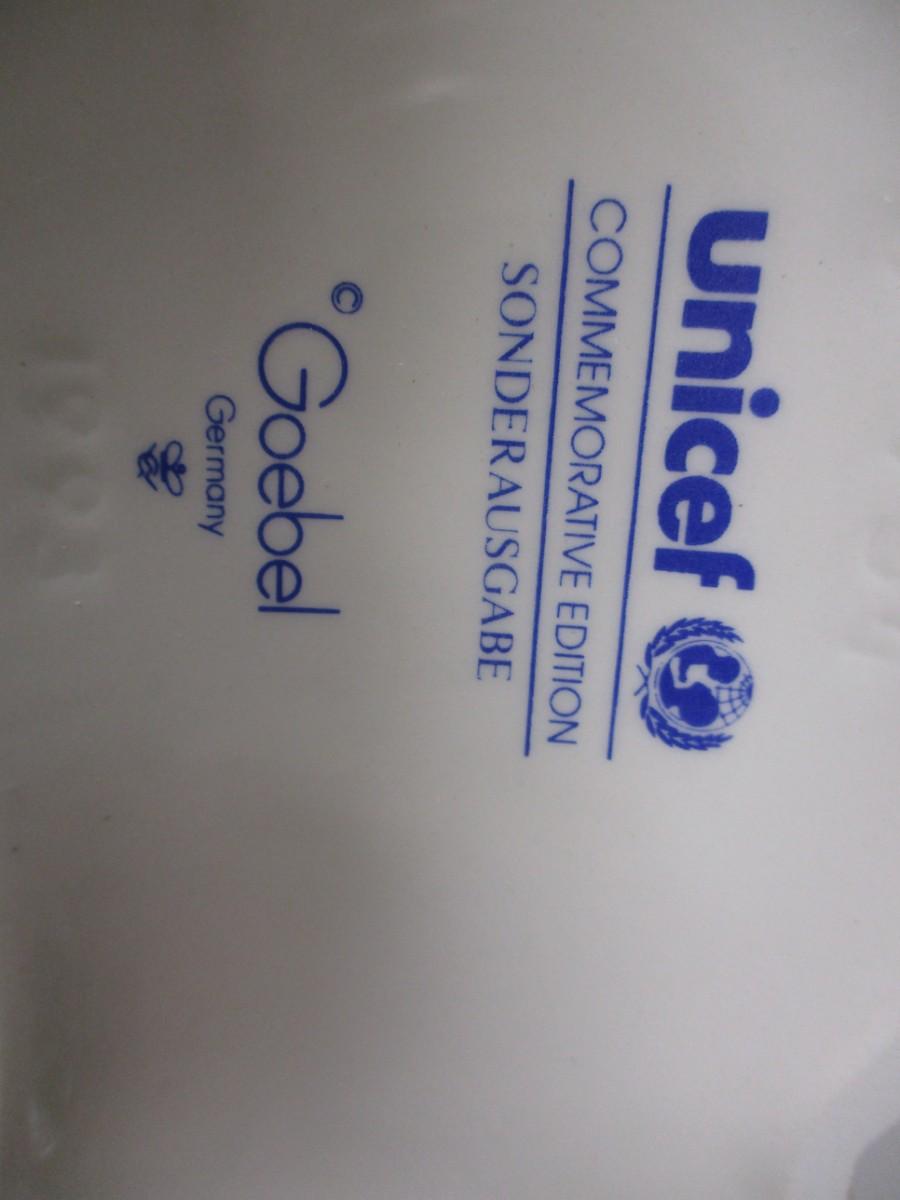 unicef
COMMEMORATIVE EDITION
SONDERAUSGABE
© Goebel
Germany